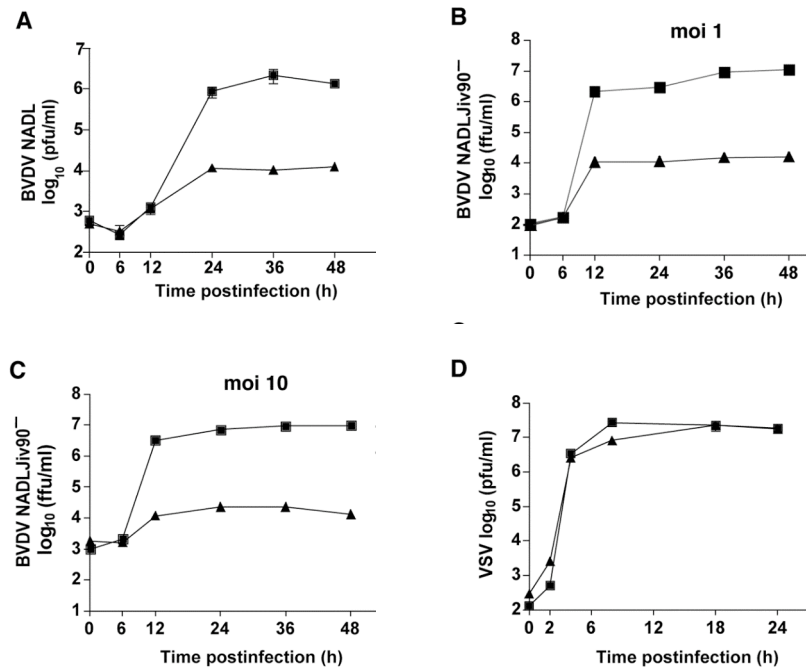 A
BVDV NADL
log10 (pfu/ml)
7
6
5
4
3
2
0 6 12 24 36 48
Time postinfection (h)
B
moi 1
BVDV NADLJiv90–
log10 (ffu/ml)
8
7
6
5
4
3
2
1
0 6 12 24 36 48
Time postinfection (h)
C
moi 10
BVDV NADLJiv90–
log10 (ffu/ml)
8
7
6
5
4
3
2
1
0 6 12 24 36 48
Time postinfection (h)
D
VSV log10 (pfu/ml)
8
7
6
5
4
3
2
0 2 6 12 18 24
Time postinfection (h)